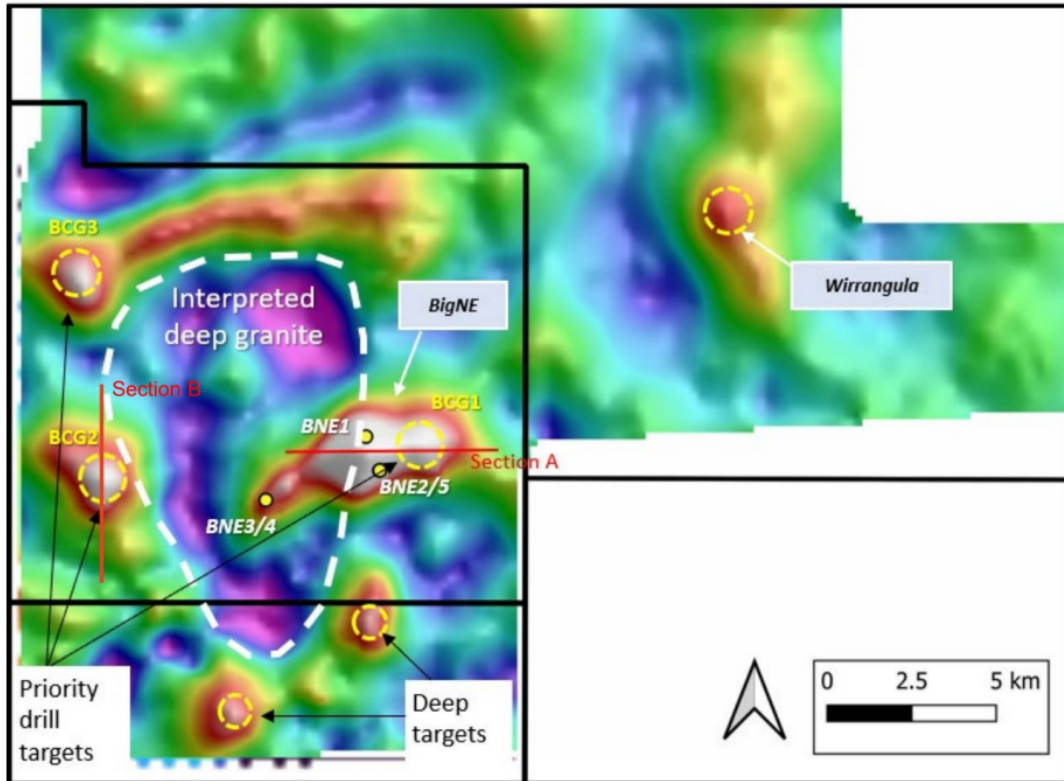 BCG3
Interpreted
deep granite
BigNE
Wirrangula
Section B
BCG1
BNE1
BCG2
Section A
BNE2/5
BNE3/4
Priority
drill
targets
Deep
targets
0 2.5 5 km